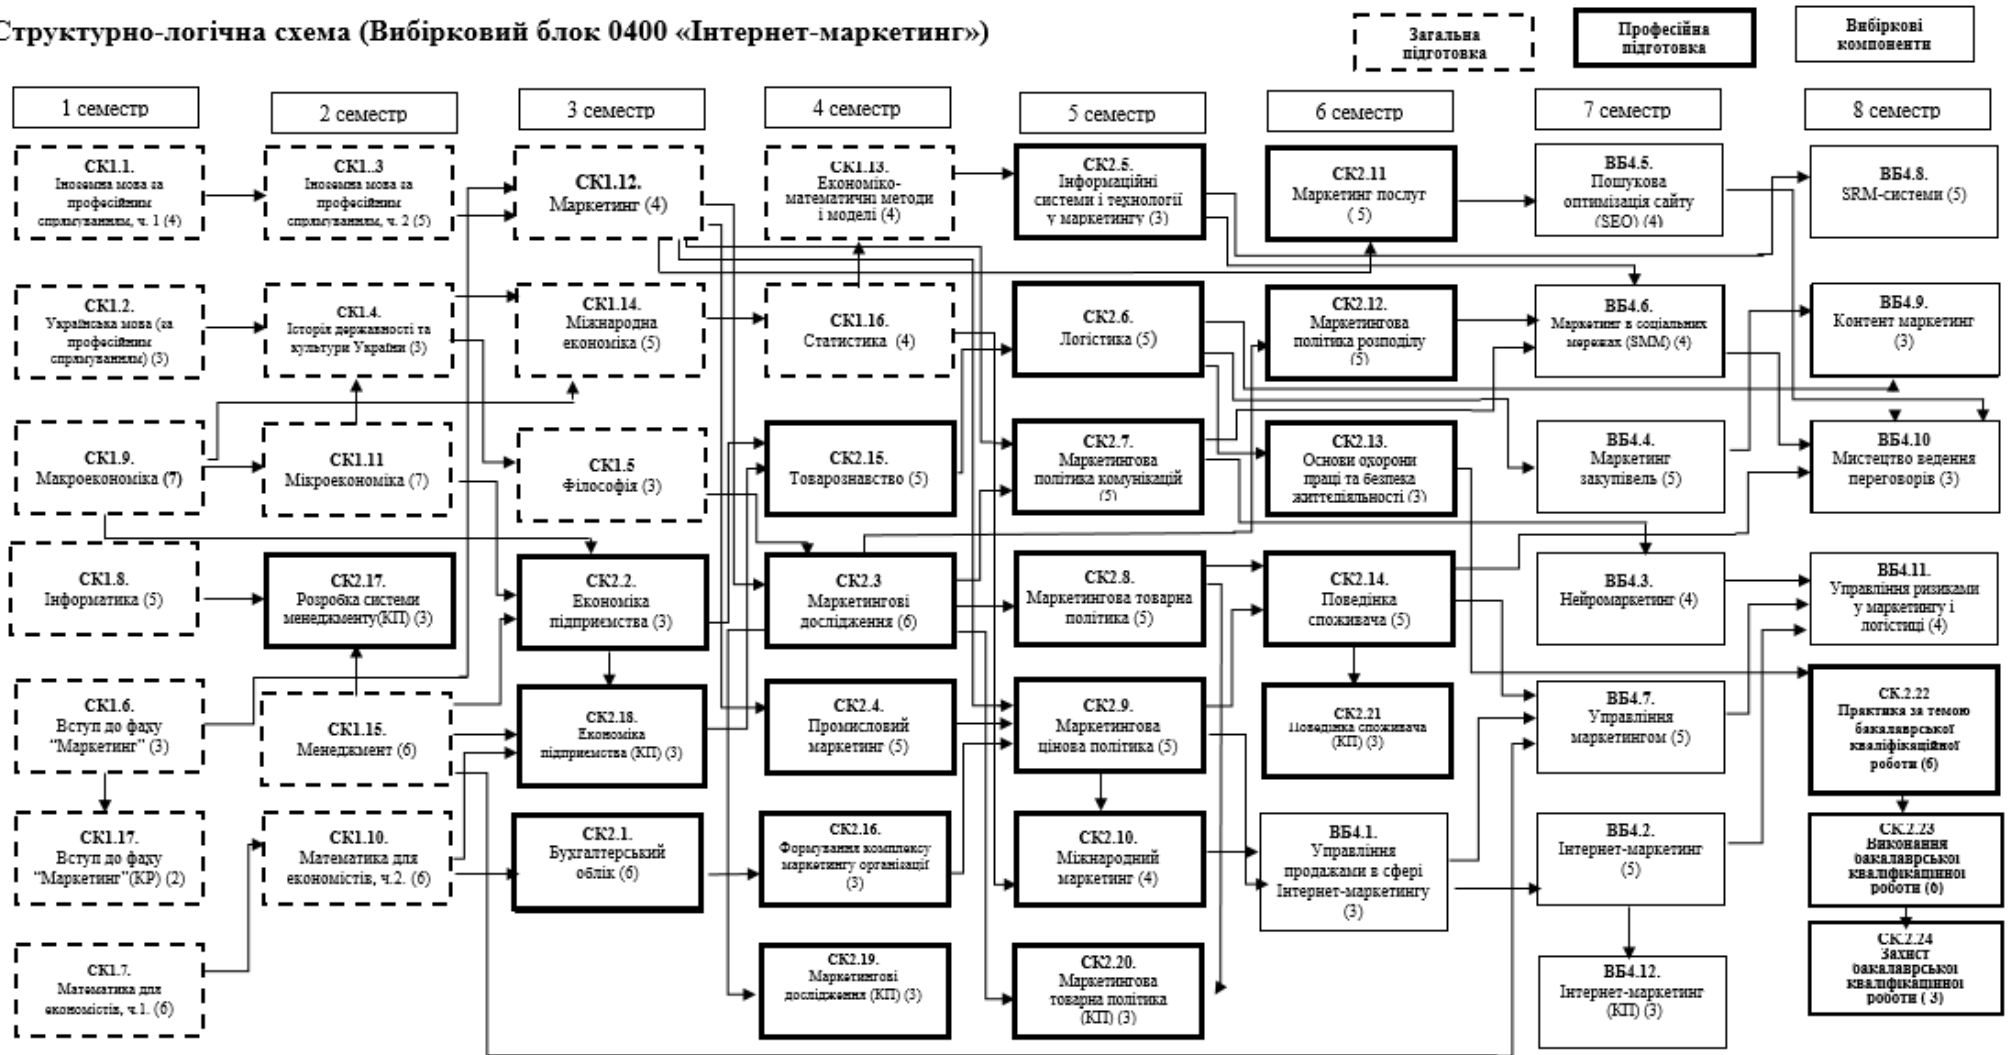 Структурно-логічна схема (Вибірковий блок 0400 «Інтернет-маркетинг»)
Загальна
підготовка
Професійна
підготовка
Вибіркові
компоненти
1 семестр
2 семестр
3 семестр
4 семестр
5 семестр
6 семестр
7 семестр
8 семестр
СК1.1.
Іноземна мова за
професійним
спрямуванням, ч. 1 (4)
СК1..3
Іноземна мова за
професійним
спрямуванням, ч. 2 (5)
СК1.12.
Маркетинг (4)
СК1.13.
Економіко-
математичні методи
і моделі (4)
СК2.5.
Інформаційні
системи і технології
у маркетингу (3)
СК2.11
Маркетинг послуг
( 5)
ВБ4.5.
Пошукова
оптимізація сайту
(SEO) (4)
ВБ4.8.
SRM-системи (5)
СК1.2.
Українська мова (за
професійним
спрямуванням) (3)
СК1.4.
Історія державності та
культури України (3)
СК1.14.
Міжнародна
економіка (5)
СК1.16.
Статистика (4)
СК2.6.
Логістика (5)
СК2.12.
Маркетингова
політика розподілу
(5)
ВБ4.6.
Маркетинг в соціальних
мережах (SMM) (4)
ВБ4.9.
Контент маркетинг
(3)
СК1.9.
Макроекономіка (7)
СК1.11
Мікроекономіка (7)
СК1.5
Філософія (3)
СК2.15.
Товарознавство (5)
СК2.7.
Маркетингова
політика комунікацій
(5)
СК2.13.
Основи охорони
праці та безпека
життєдіяльності (3)
ВБ4.4.
Маркетинг
закупівель (5)
ВБ4.10
Мистецтво ведення
переговорів (3)
СК1.8.
Інформатика (5)
СК2.17.
Розробка системи
менеджменту(КП) (3)
СК2.2.
Економіка
підприємства (3)
СК2.3
Маркетингові
дослідження (6)
СК2.8.
Маркетингова товарна
політика (5)
СК2.14.
Поведінка
споживача (5)
ВБ4.3.
Нейромаркетинг (4)
ВБ4.11.
Управління ризиками
у маркетингу і
логістиці (4)
СК1.6.
Вступ до фаху
“Маркетинг” (3)
СК1.15.
Менеджмент (6)
СК2.18.
Економіка
підприємства (КП) (3)
СК2.4.
Промисловий
маркетинг (5)
СК2.9.
Маркетингова
цінова політика (5)
СК2.21
Поведінка споживача
(КП) (3)
ВБ4.7.
Управління
маркетингом (5)
СК.2.22
Практика за темою
бакалаврської
кваліфікаційної
роботи (6)
СК1.17.
Вступ до фаху
“Маркетинг”(КР) (2)
СК1.10.
Математика для
економістів, ч.2. (6)
СК2.1.
Бухгалтерський
облік (6)
СК2.16.
Формування комплексу
маркетингу організації
(3)
СК2.10.
Міжнародний
маркетинг (4)
ВБ4.1.
Управління
продажами в сфері
Інтернет-маркетингу
(3)
ВБ4.2.
Інтернет-маркетинг
(5)
СК.2.23
Виконання
бакалаврської
кваліфікаційної
роботи (6)
СК1.7.
Математика для
економістів, ч.1. (6)
СК2.19.
Маркетингові
дослідження (КП) (3)
СК2.20.
Маркетингова
товарна політика
(КП) (3)
ВБ4.12.
Інтернет-маркетинг
(КП) (3)
СК.2.24
Захист
бакалаврської
кваліфікаційної
роботи ( 3)